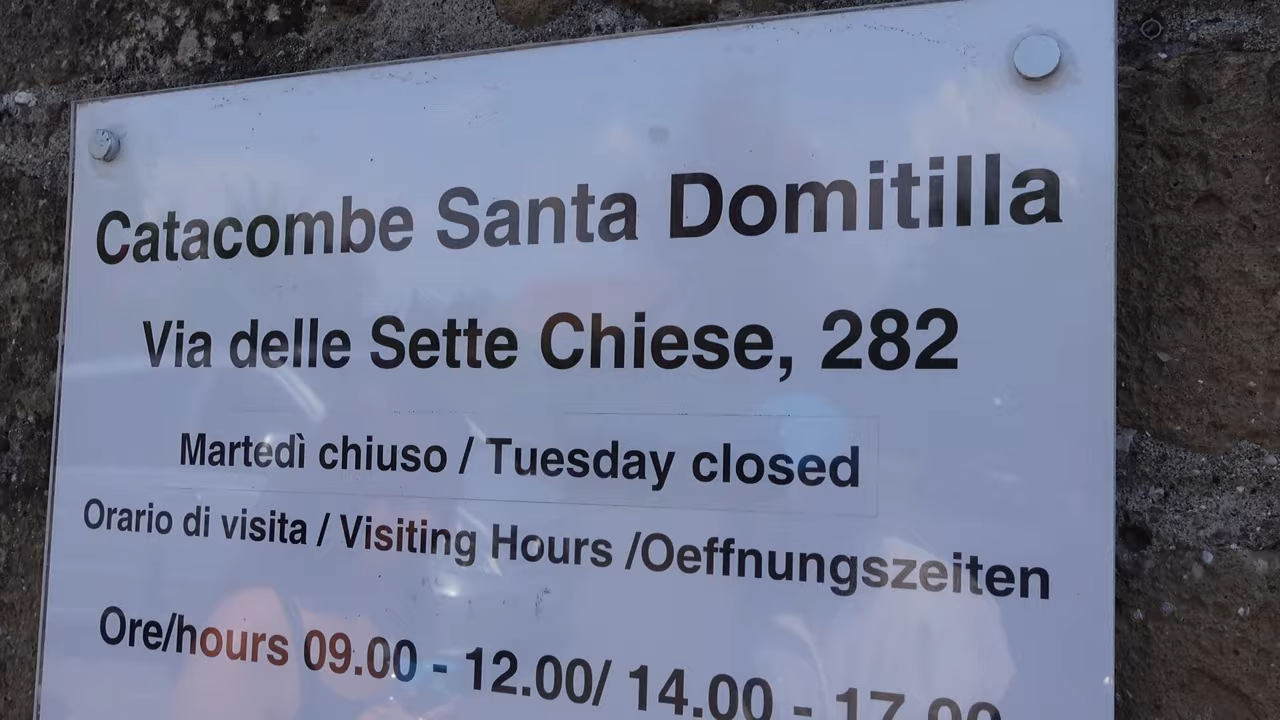 Catacombe Santa Domitilla
Via delle Sette Chiese, 282
Martedì chiuso / Tuesday closed
Orario di visita / Visiting Hours /Oeffnungszeiten
Ore/hours 09.00 - 12.00/ 14.00 - 17.00